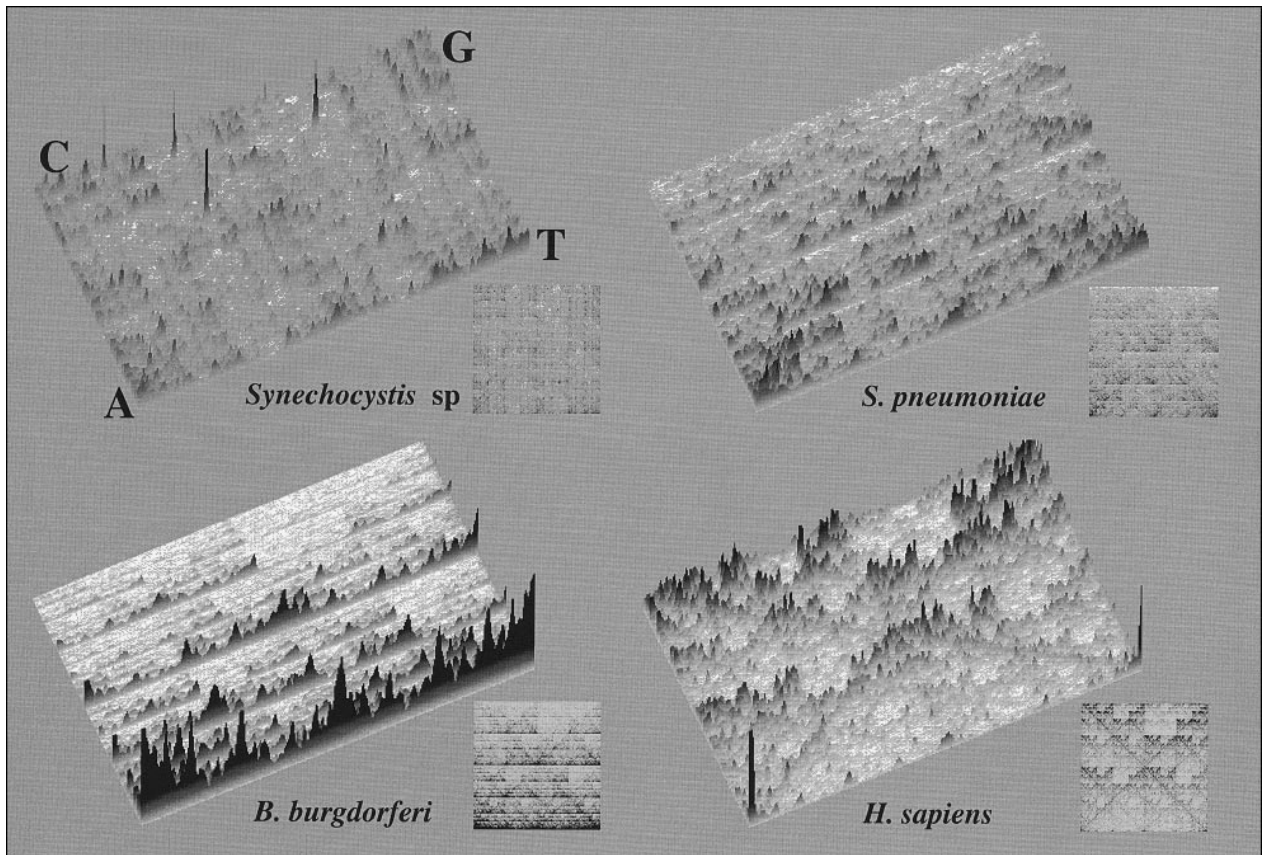 G
C
T
A
Synechocystis sp
S. pneumoniae
B. burgdorferi
H. sapiens